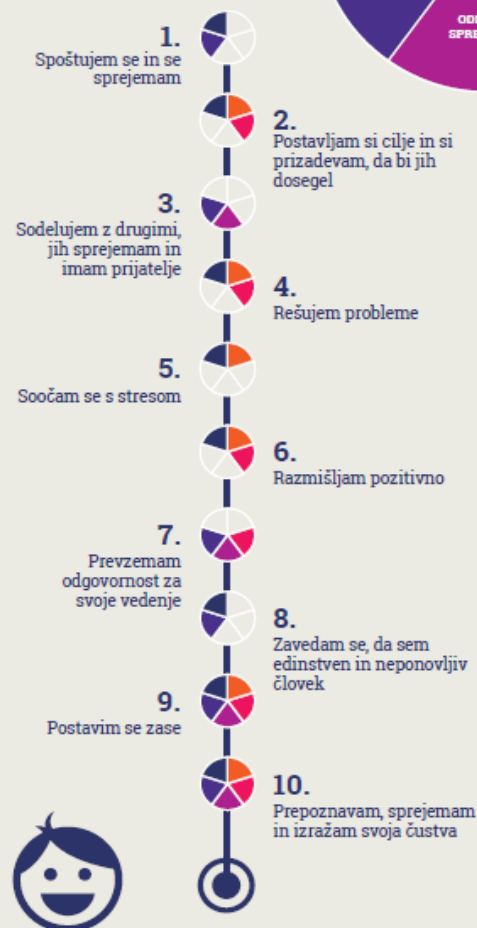 1.
Spoštujem se in se
sprejemam
2.
Postavljam si cilje in si
prizadevam, da bi jih
dosegel
3.
Sodelujem z drugimi,
jih sprejemam in
imam prijatelje
4.
Rešujem probleme
5.
Soočam se s stresom
6.
Razmišljam pozitivno
7.
Prevzemam
odgovornost za
svoje vedenje
8.
Zavedam se, da sem
edinstven in neponovljiv
človek
9.
Postavim se zase
10.
Prepoznavam, sprejemam
in izražam svoja čustva